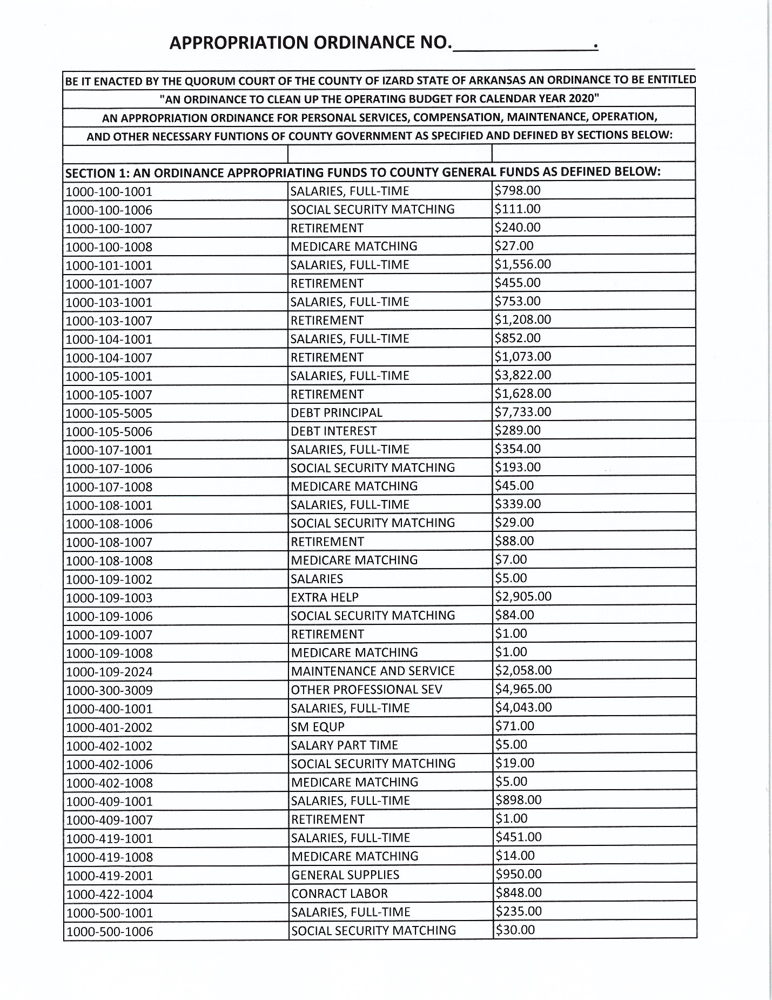 APPROPRIATION ORDINANCE NO.________________.
BE IT ENACTED BY THE QUORUM COURT OF THE COUNTY OF IZARD STATE OF ARKANSAS AN ORDINANCE TO BE ENTITLED
"AN ORDINANCE TO CLEAN UP THE OPERATING BUDGET FOR CALENDAR YEAR 2020"
AN APPROPRIATION ORDINANCE FOR PERSONAL SERVICES, COMPENSATION, MAINTENANCE, OPERATION,
AND OTHER NECESSARY FUNTIONS OF COUNTY GOVERNMENT AS SPECIFIED AND DEFINED BY SECTIONS BELOW:
SECTION 1: AN ORDINANCE APPROPRIATING FUNDS TO COUNTY GENERAL FUNDS AS DEFINED BELOW:
1000-100-1001 SALARIES, FULL-TIME $798.00
1000-100-1006 SOCIAL SECURITY MATCHING $111.00
1000-100-1007 RETIREMENT $240.00
1000-100-1008 MEDICARE MATCHING $27.00
1000-101-1001 SALARIES, FULL-TIME $1,556.00
1000-101-1007 RETIREMENT $455.00
1000-103-1001 SALARIES, FULL-TIME $753.00
1000-103-1007 RETIREMENT $1,208.00
1000-104-1001 SALARIES, FULL-TIME $852.00
1000-104-1007 RETIREMENT $1,073.00
1000-105-1001 SALARIES, FULL-TIME $3,822.00
1000-105-1007 RETIREMENT $1,628.00
1000-105-5005 DEBT PRINCIPAL $7,733.00
1000-105-5006 DEBT INTEREST $289.00
1000-107-1001 SALARIES, FULL-TIME $354.00
1000-107-1006 SOCIAL SECURITY MATCHING $193.00
1000-107-1008 MEDICARE MATCHING $45.00
1000-108-1001 SALARIES, FULL-TIME $339.00
1000-108-1006 SOCIAL SECURITY MATCHING $29.00
1000-108-1007 RETIREMENT $88.00
1000-108-1008 MEDICARE MATCHING $7.00
1000-109-1002 SALARIES $5.00
1000-109-1003 EXTRA HELP $2,905.00
1000-109-1006 SOCIAL SECURITY MATCHING $84.00
1000-109-1007 RETIREMENT $1.00
1000-109-1008 MEDICARE MATCHING $1.00
1000-109-2024 MAINTENANCE AND SERVICE $2,058.00
1000-300-3009 OTHER PROFESSIONAL SEV $4,965.00
1000-400-1001 SALARIES, FULL-TIME $4,043.00
1000-401-2002 SM EQUP $71.00
1000-402-1002 SALARY PART TIME $5.00
1000-402-1006 SOCIAL SECURITY MATCHING $19.00
1000-402-1008 MEDICARE MATCHING $5.00
1000-409-1001 SALARIES, FULL-TIME $898.00
1000-409-1007 RETIREMENT $1.00
1000-419-1001 SALARIES, FULL-TIME $451.00
1000-419-1008 MEDICARE MATCHING $14.00
1000-419-2001 GENERAL SUPPLIES $950.00
1000-422-1004 CONRACT LABOR $848.00
1000-500-1001 SALARIES, FULL-TIME $235.00
1000-500-1006 SOCIAL SECURITY MATCHING $30.00